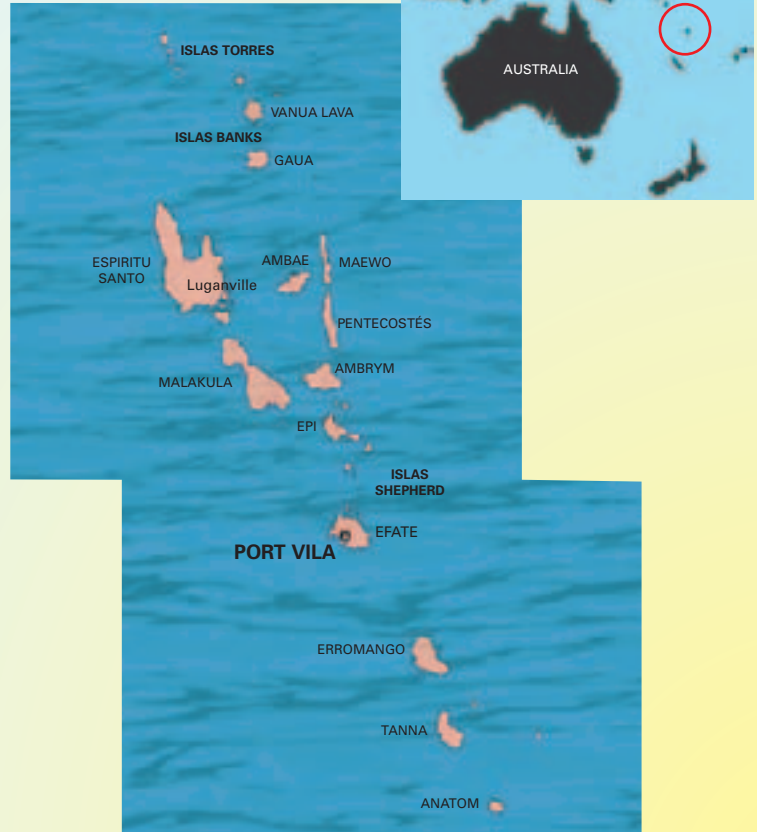 ISLAS TORRES
AUSTRALIA
VANUA LAVA
ISLAS BANKS
GAUA
ESPIRITU
SANTO
Luganville
AMBAE
MAEWO
PENTECOSTÉS
MALAKULA
AMBRYM
EPI
ISLAS
SHEPHERD
EFATE
PORT VILA
ERROMANGO
TANNA
ANATOM